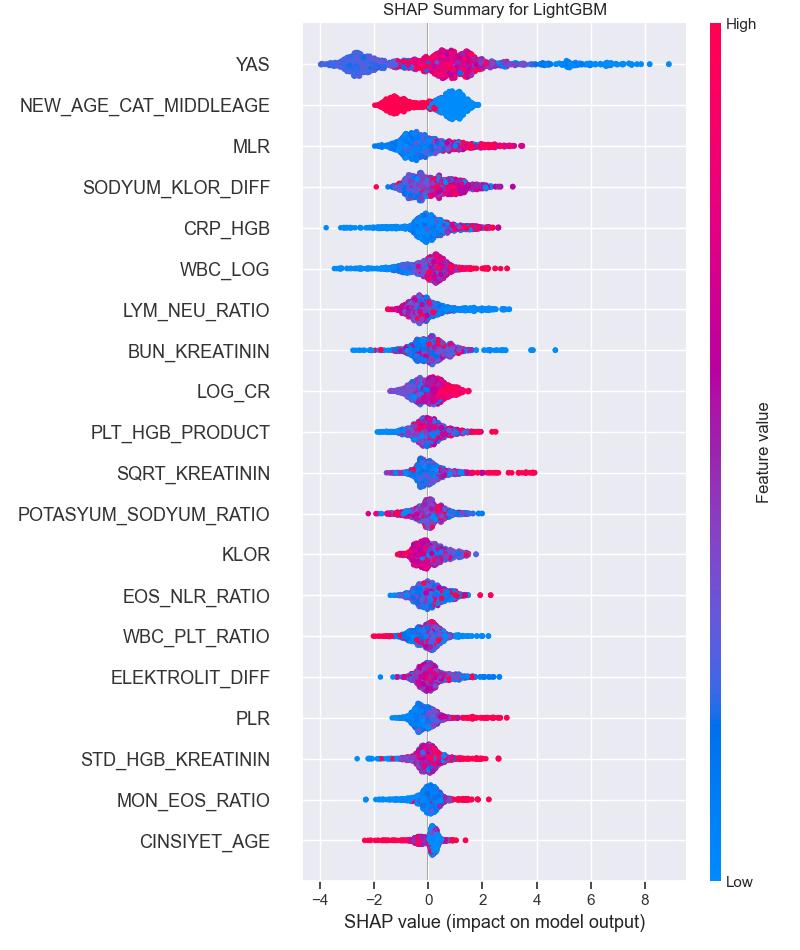 SHAP Summary for LightGBM
High
YAS
NEW_AGE_CAT_MIDDLEAGE
MLR
SODYUM_KLOR_DIFF
CRP_HGB
WBC_LOG
LYM_NEU_RATIO
BUN_KREATININ
LOG_CR
PLT_HGB_PRODUCT
SQRT_KREATININ
POTASYUM_SODYUM_RATIO
KLOR
EOS_NLR_RATIO
WBC_PLT_RATIO
ELEKTROLIT_DIFF
PLR
STD_HGB_KREATININ
MON_EOS_RATIO
CINSIYET_AGE
Feature value
Low
−4 −2 0 2 4 6 8
SHAP value (impact on model output)